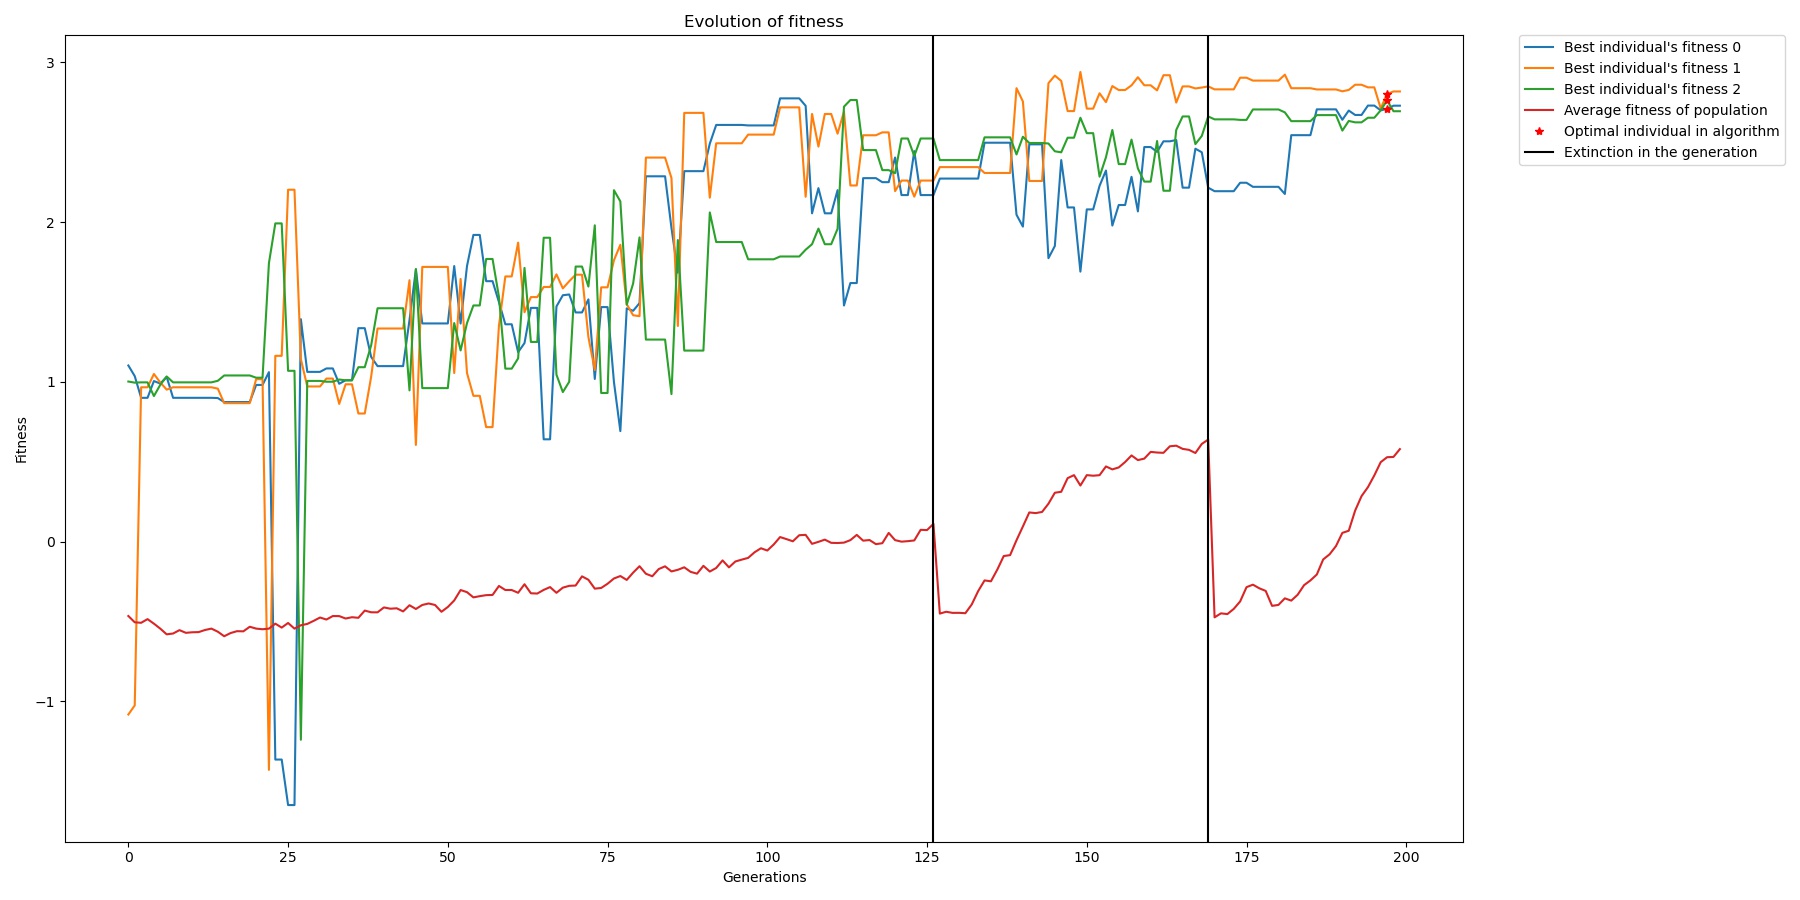 Evolution of fitness
Best individual's fitness 0
Best individual's fitness 1
Best individual's fitness 2
Average fitness of population
Optimal individual in algorithm
Extinction in the generation
Fitness
3
2
1
0
−1
0 25 50 75 100 125 150 175 200
Generations